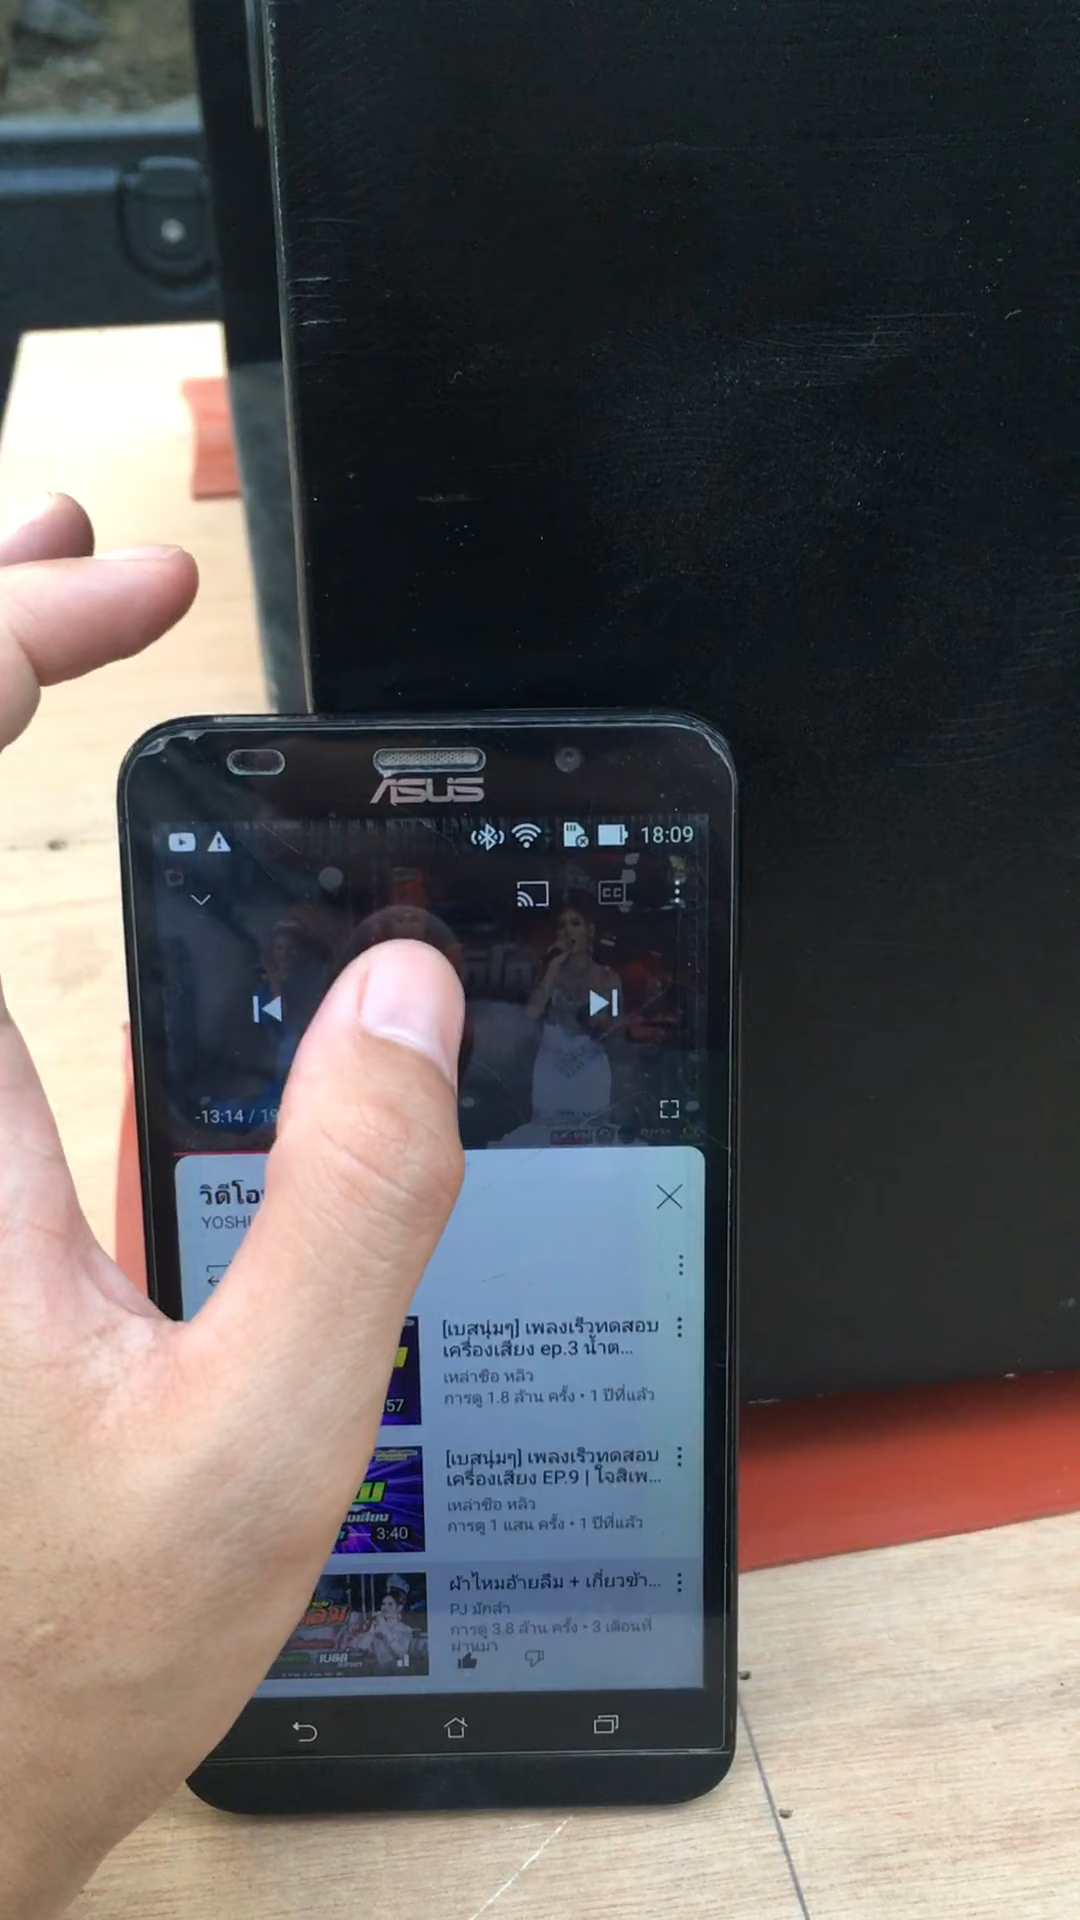 ASUS
18:09
CC
-13:14 / 19
วิดีโอ
YOSHI
[เบสนุ่มๆ] เพลงเร็วทดสอบ
เครื่องเสียง ep.3 น้ำต...
เหล่าซือ หลิว
การดู 1.8 ล้าน ครั้ง • 1 ปีที่แล้ว
:57
[เบสนุ่มๆ] เพลงเร็วทดสอบ
เครื่องเสียง EP.9 | ใจสิเพ...
เหล่าซือ หลิว
การดู 1 แสน ครั้ง • 1 ปีที่แล้ว
3:40
ผ้าไหมอ้ายลืม + เกี่ยวข้า...
PJ มักลำ
การดู 3.8 ล้าน ครั้ง • 3 เดือนที่
ผ่านมา